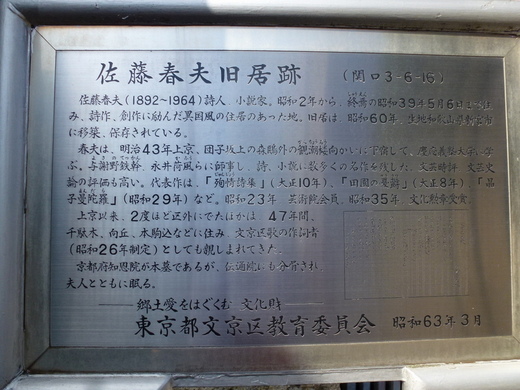 佐藤春夫旧居跡 (関口3-6-16)
佐藤春夫(1892~1964)詩人、小説家。昭和2年から、終焉の昭和39年5月6日まで住
み、詩作、創作に励んだ異国風の住居のあった地。旧居は、昭和60年、生地和歌山県新宮市
に移築、保存されている。
春夫は、明治43年上京、団子坂上の森鷗外の観潮楼向かいに下宿して、慶応義塾大学に学
ぶ。与謝野鉄幹、永井荷風らに師事し、詩、小説に数多くの名作を残した。文芸時評、文芸史
論の評価も高い。代表作は、「殉情詩集」(大正10年)、「田園の憂鬱」(大正8年)、「晶
子曼陀羅」(昭和29年)など。昭和23年 芸術院会員、昭和35年、文化勲章受賞。
上京以来、2度ほど区外にでたほかは、47年間、
千駄木、向丘、本駒込などに住み、文京区歌の作詞者
(昭和26年制定)としても親しまれてきた。
京都府知恩院が本墓であるが、伝通院にも分骨され
夫人とともに眠る。
郷土愛をはぐくむ 文化財
東京都文京区教育委員会 昭和63年3月